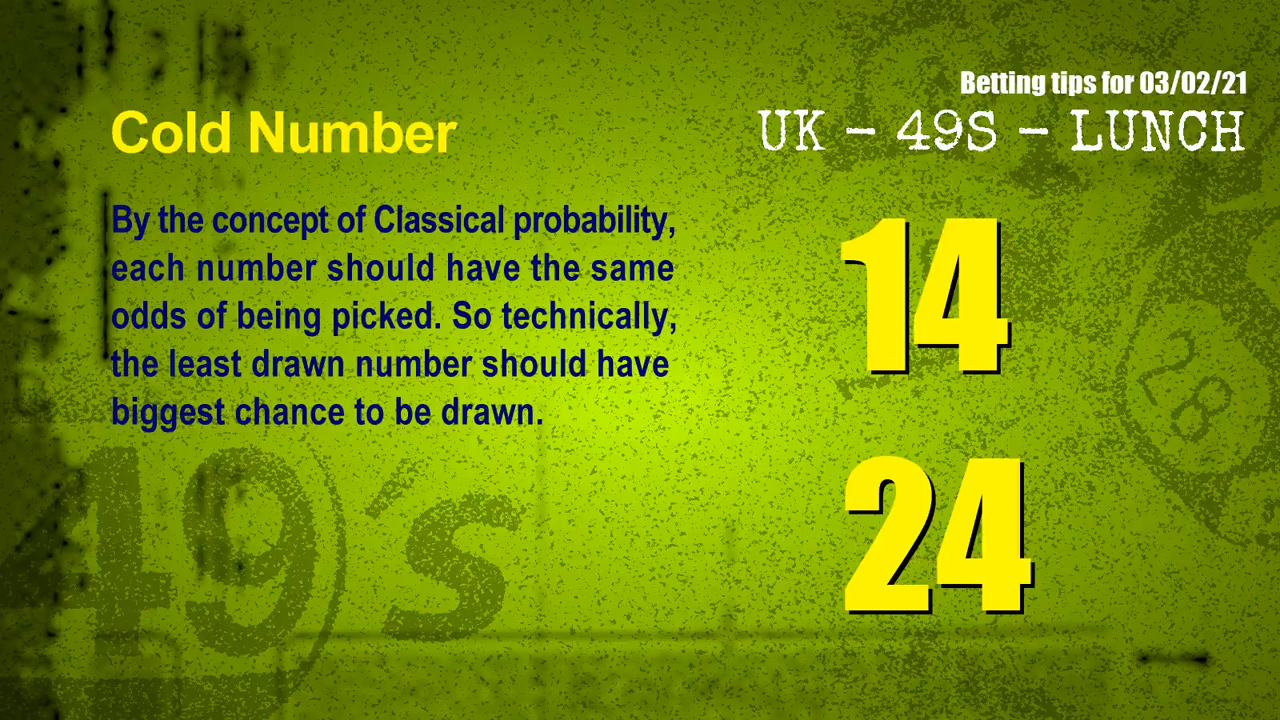 Betting tips for 03/02/21
UK - 49S - LUNCH
Cold Number
By the concept of Classical probability,
each number should have the same
odds of being picked. So technically,
the least drawn number should have
biggest chance to be drawn.
14
24
49's
28